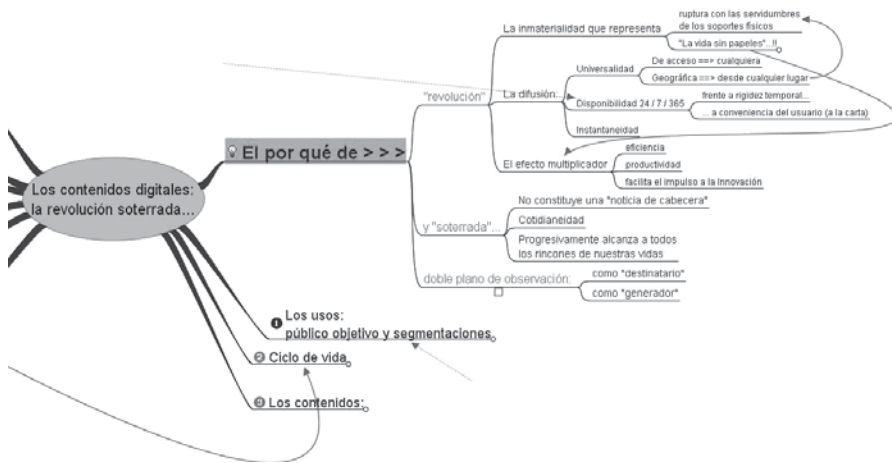 Los contenidos digitales:
la revolución soterrada...
El por qué de > > >
"revolución"
La inmaterialidad que representa
ruptura con las servidumbres
de los soportes físicos
"La vida sin papeles"...!!
La difusión:
Universalidad
De acceso ==> cualquiera
Geográfica ==> desde cualquier lugar
Disponibilidad 24 / 7 / 365
frente a rigidez temporal...
... a conveniencia del usuario (a la carta)
Instantaneidad
El efecto multiplicador
eficiencia
productividad
facilita el impulso a la Innovación
y "soterrada"...
No constituye una "noticia de cabecera"
Cotidianeidad
Progresivamente alcanza a todos
los rincones de nuestras vidas
doble plano de observación:
como "destinatario"
como "generador"
1 Los usos:
público objetivo y segmentaciones
2 Ciclo de vida
3 Los contenidos: